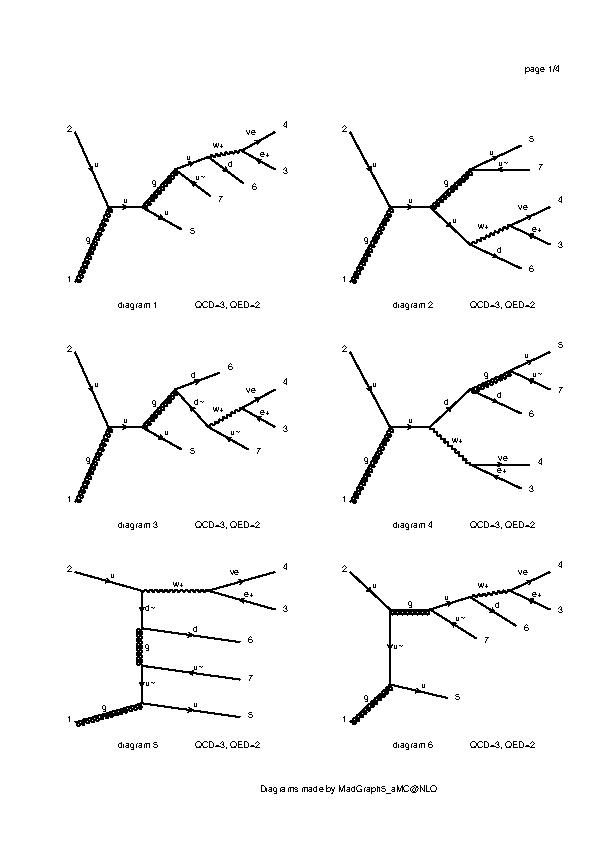 page 1/4
2
u
g
1
u
g
u
u~
7
u
5
w+
d
6
ve
4
e+
3
diagram 1 QCD=3, QED=2
2
u
g
1
u
g
u
5
u~
7
u
w+
ve
4
e+
3
d
6
diagram 2 QCD=3, QED=2
2
u
g
1
u
g
d
6
d~
w+
ve
4
e+
3
u~
7
u
5
diagram 3 QCD=3, QED=2
2
u
g
1
u
d
g
u
5
u~
7
d
6
w+
ve
4
e+
3
diagram 4 QCD=3, QED=2
2
u
w+
ve
4
e+
3
d~
d
6
g
u~
7
u~
u
5
g
1
diagram 5 QCD=3, QED=2
2
u
g
u
w+
ve
4
e+
3
d
6
u~
7
u~
u
5
g
1
diagram 6 QCD=3, QED=2
Diagrams made by MadGraph5_aMC@NLO